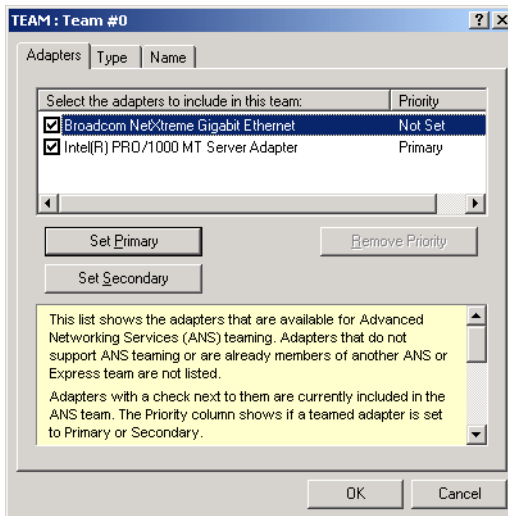 TEAM : Team #0
Adapters Type Name
Select the adapters to include in this team: Priority
Broadcom NetXtreme Gigabit Ethernet Not Set
Intel(R) PRO/1000 MT Server Adapter Primary
Set Primary Remove Priority
Set Secondary
This list shows the adapters that are available for Advanced
Networking Services (ANS) teaming. Adapters that do not
support ANS teaming or are already members of another ANS or
Express team are not listed.
Adapters with a check next to them are currently included in the
ANS team. The Priority column shows if a teamed adapter is set
to Primary or Secondary.
OK Cancel